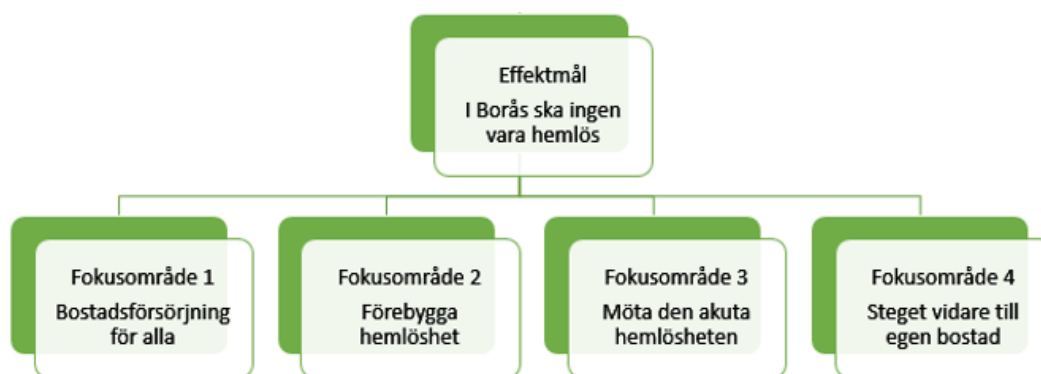 Effektmål
I Borås ska ingen
vara hemlös
Fokusområde 1
Bostadsförsörjning
för alla
Fokusområde 2
Förebygga
hemlöshet
Fokusområde 3
Möta den akuta
hemlösheten
Fokusområde 4
Steget vidare till
egen bostad